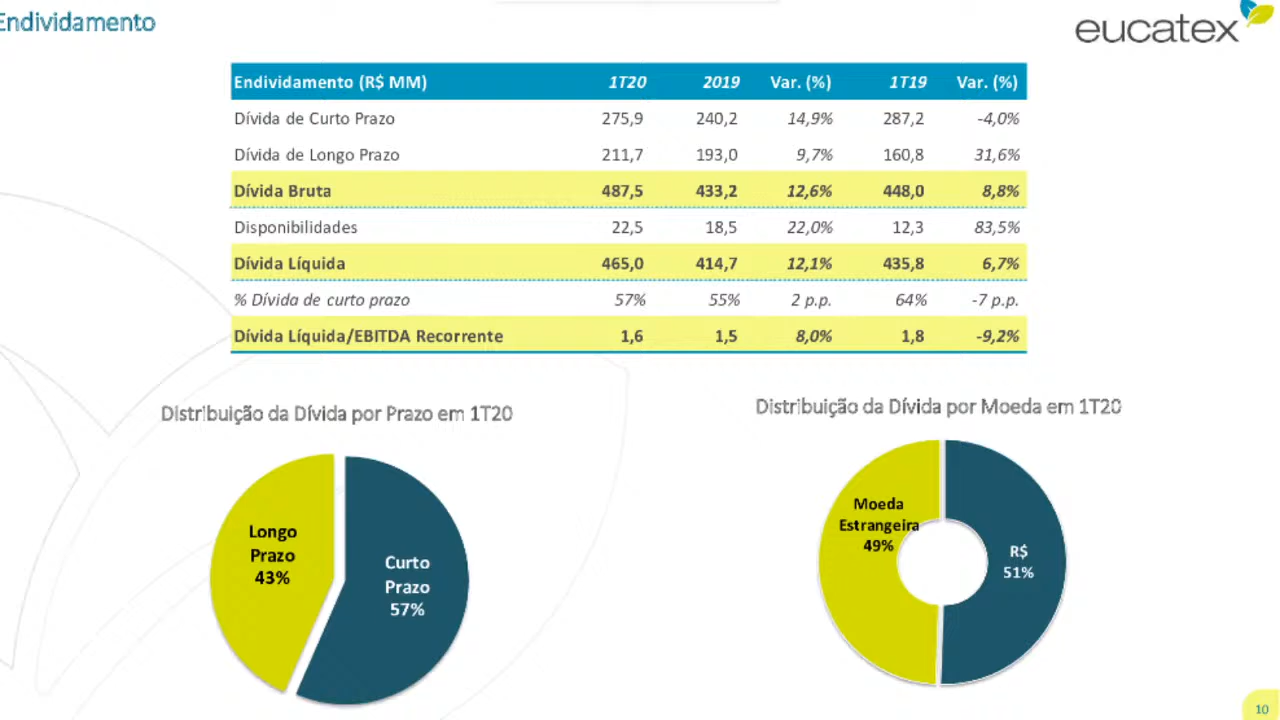 Endividamento
eucatex
Endividamento (R$ MM) 1T20 2019 Var. (%) 1T19 Var. (%)
Dívida de Curto Prazo 275,9 240,2 14,9% 287,2 -4,0%
Dívida de Longo Prazo 211,7 193,0 9,7% 160,8 31,6%
Dívida Bruta 487,5 433,2 12,6% 448,0 8,8%
Disponibilidades 22,5 18,5 22,0% 12,3 83,5%
Dívida Líquida 465,0 414,7 12,1% 435,8 6,7%
% Dívida de curto prazo 57% 55% 2 p.p. 64% -7 p.p.
Dívida Líquida/EBITDA Recorrente 1,6 1,5 8,0% 1,8 -9,2%
Distribuição da Dívida por Prazo em 1T20
Longo
Prazo
43%
Curto
Prazo
57%
Distribuição da Dívida por Moeda em 1T20
Moeda
Estrangeira
49%
R$
51%
10